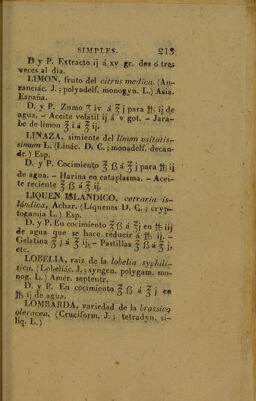 SIMPLES. 213
D y P. Extracto ij á xv gr. dos ó tres
veces al dia.
LIMON, fruto del citrus medica. (Au-
ranciác. J.; polyadelf. monogyn. L.) Asia.
España.
D. y P. Zumo ʒ iv á ℥ j para ℔ ij de
agua. - Aceite volátil ij á v got. - Jara-
be de limon ℥ i á ℥ ij.
LINAZA, simiente del linum usitatis-
simum L. (Linác. D. C.; monadelf. decan-
dr.) Esp.
D. y P. Cocimiento ℥ ß á ℥ j para ℔ ij
de agua. - Harina en cataplasma. - Acei-
te reciente ℥ ß á ℥ ij.
LIQUEN ISLANDICO, cetraria is-
lándica, Achar. (Líquenes D. C.; cryp-
togamia L.) Esp.
D. y P. En cocimiento ℥ ß á ℥ j en ℔ iij
de agua que se hace reducir á ℔ ij. -
Gelatina ℥ j á ℥ ij. - Pastillas ℥ ß á ℥ j,
etc.
LOBELIA, raiz de la lobelia syphili-
tica. (Lobeliác. J.; syngen. polygam. mo-
nog. L.) Amér. septentr.
D. y P. En cocimiento ℥ ß á ℥ j en
℔ ij de agua.
LOMBARDA, variedad de la brassica
oleracea. (Cruciform. J.; tetradyn. si-
liq. L.)